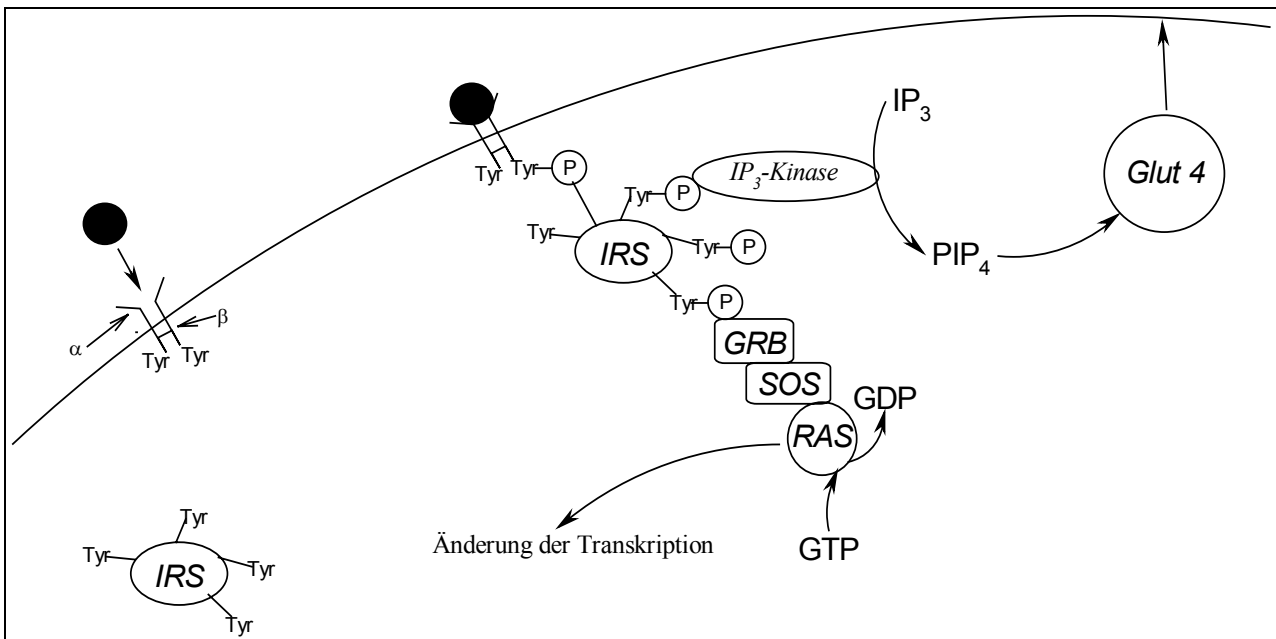 IP3
Tyr
Tyr
P
Tyr
P
IP3-Kinase
Glut 4
Tyr
IRS
Tyr
P
PIP4
Tyr
P
α
β
Tyr
Tyr
GRB
SOS
GDP
RAS
Änderung der Transkription
GTP
Tyr
Tyr
IRS
Tyr
Tyr